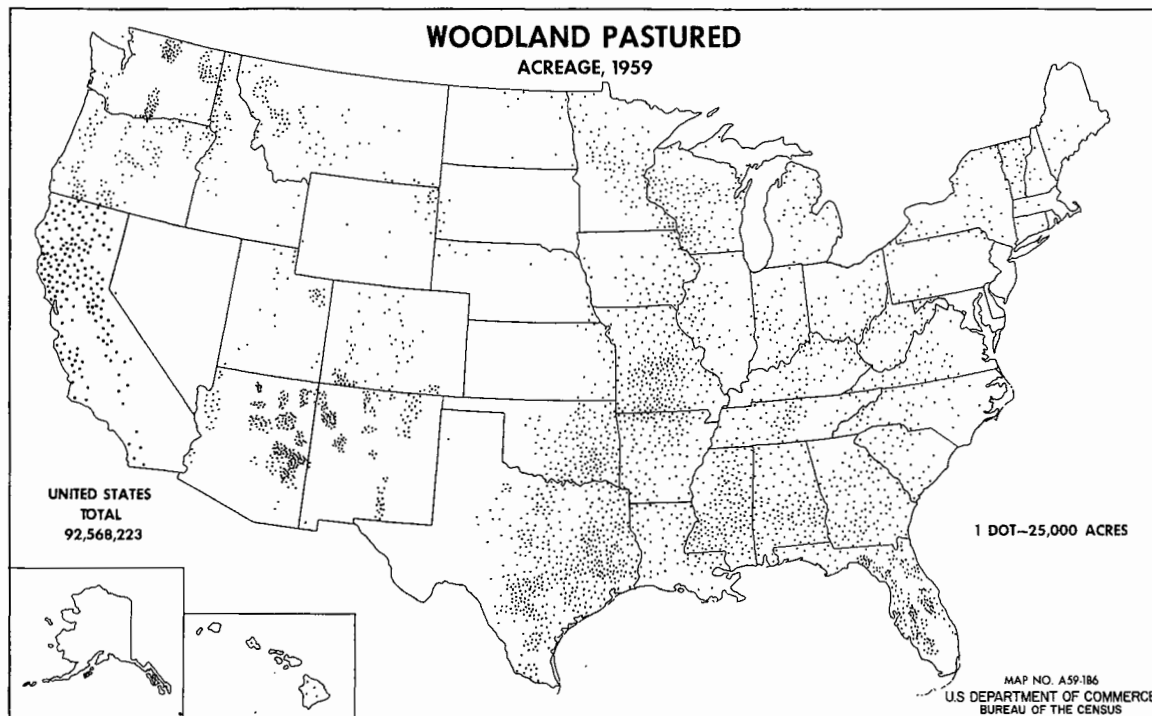 WOODLAND PASTURED
ACREAGE, 1959
UNITED STATES
TOTAL
92,568,223
1 DOT—25,000 ACRES
MAP NO. A59-186
U.S DEPARTMENT OF COMMERCE
BUREAU OF THE CENSUS